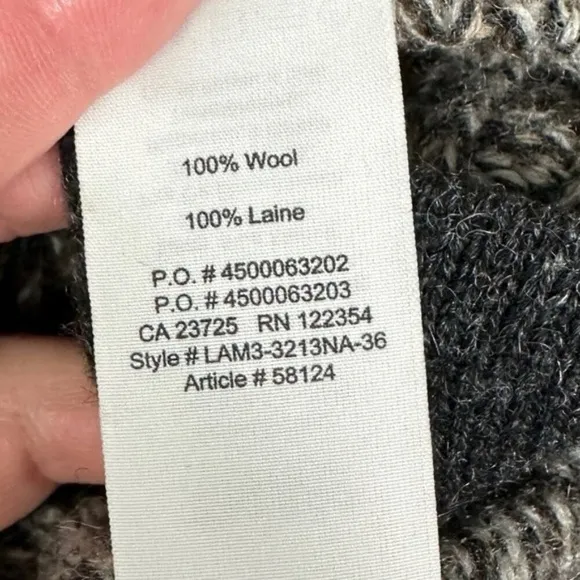 100% Wool
100% Laine
P.O. # 4500063202
P.O. # 4500063203
CA 23725 RN 122354
Style # LAM3-3213NA-36
Article # 58124